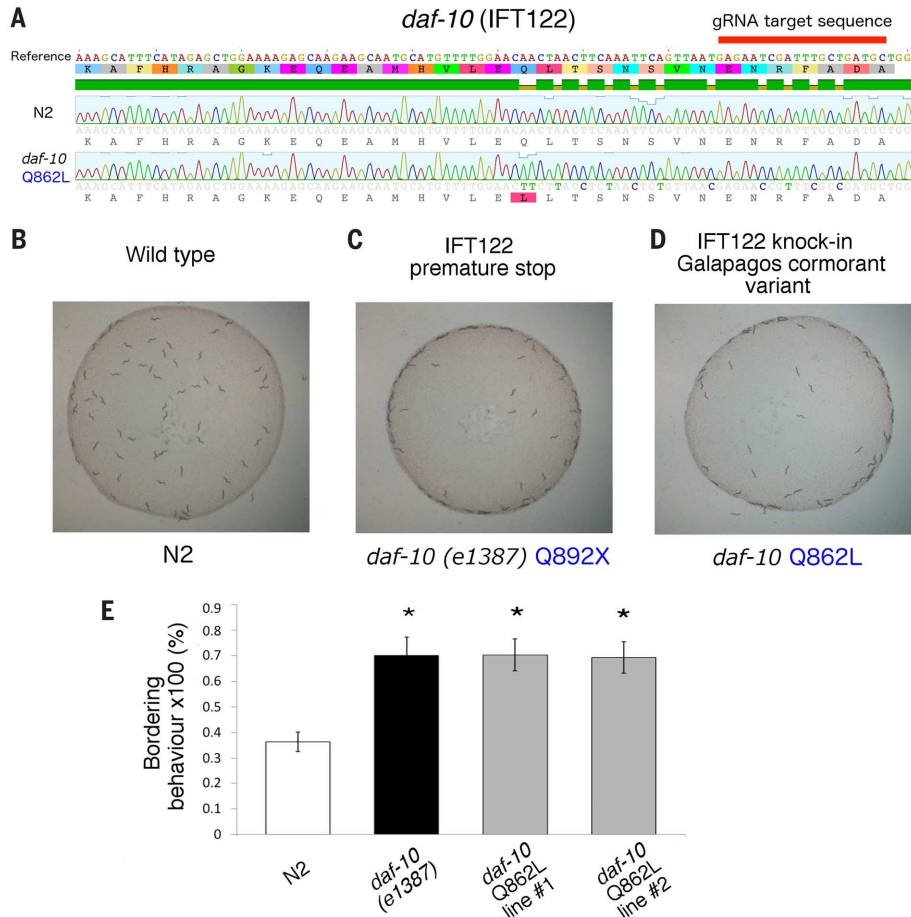 A
daf-10 (IFT122)
gRNA target sequence
Reference AAAGCATTTCATAGAGCTGGAAAAGAGCAAGAAGCAATGCATGTTTTGGAACAACTAACTTCAAATTCAGTTAATGAGAATCGATTTGCTGATGCTGG
K A F H R A G K E Q E A M H V L E Q L T S N S V N E N R F A D A
N2
AAAGCATTTCATAGAGCTGGAAAAGAGCAAGAAGCAATGCATGTTTTGGAACAACTAACTTCAAATTCAGTTAATGAGAATCGATTTGCTGATGCTGG
K A F H R A G K E Q E A M H V L E Q L T S N S V N E N R F A D A
daf-10
Q862L
K A F H R A G K E Q E A M H V L E L L T S N S V N E N R F A D A
B
Wild type
N2
C
IFT122
premature stop
daf-10 (e1387) Q892X
D
IFT122 knock-in
Galapagos cormorant
variant
daf-10 Q862L
E
Bordering
behaviour x100 (%)
0.9
0.8
0.7
0.6
0.5
0.4
0.3
0.2
0.1
0
*
*
*
N2
daf-10
(e1387)
daf-10
Q862L
line #1
daf-10
Q862L
line #2